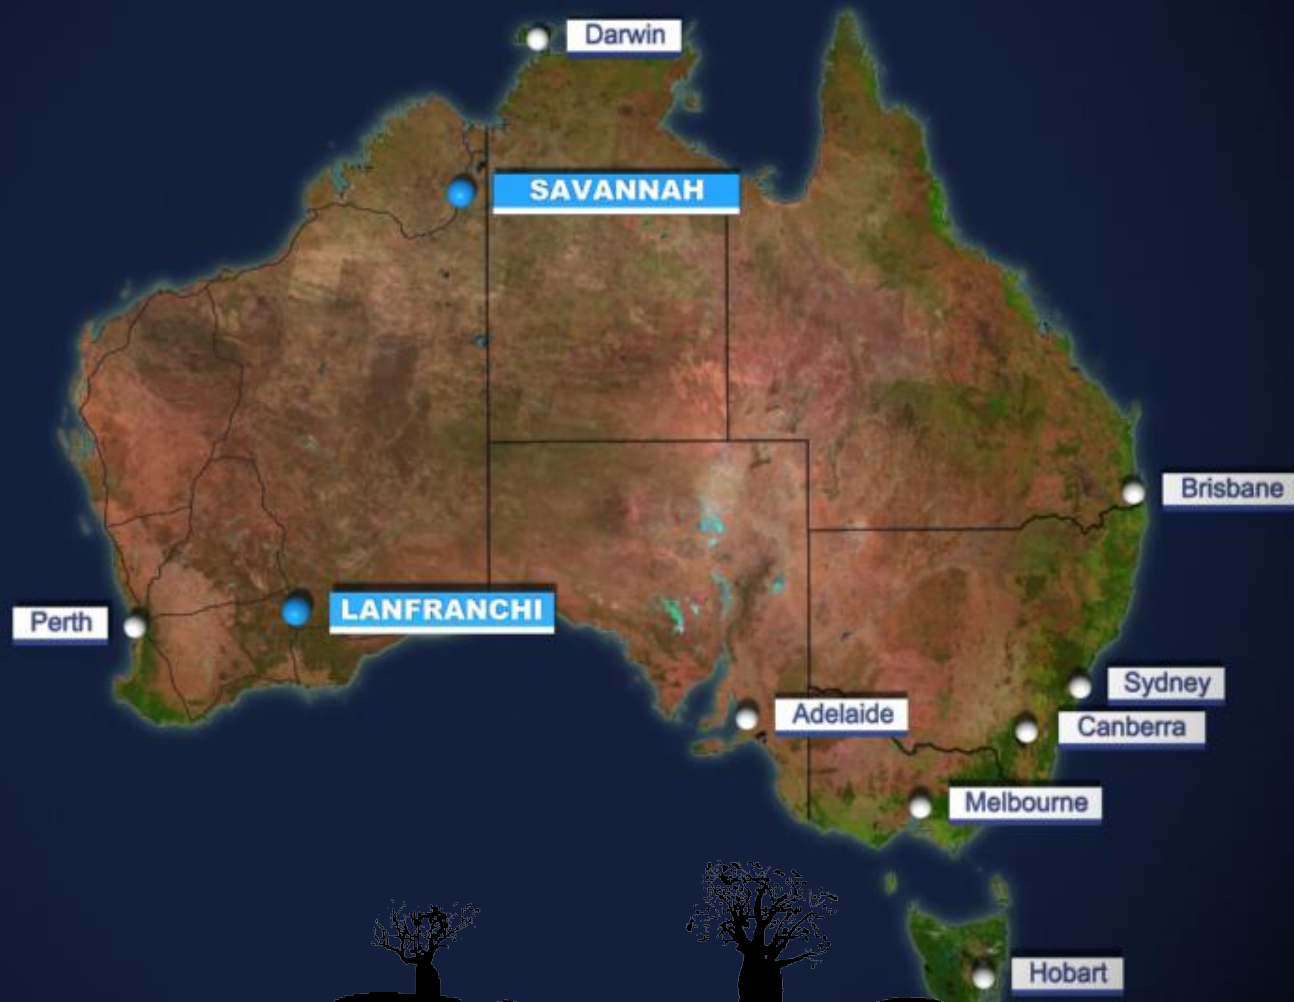 Darwin
SAVANNAH
Brisbane
LANFRANCHI
Perth
Sydney
Adelaide
Canberra
Melbourne
Hobart